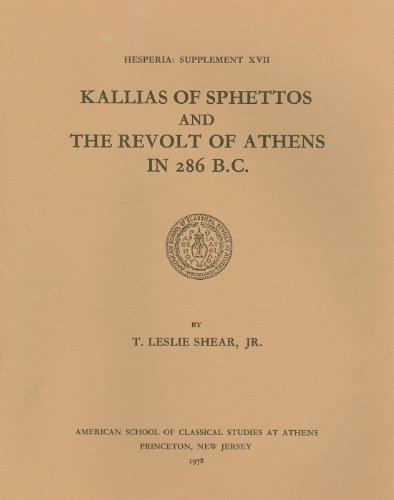 HESPERIA: SUPPLEMENT XVII
KALLIAS OF SPHETTOS
AND
THE REVOLT OF ATHENS
IN 286 B.C.
BY
T. LESLIE SHEAR, JR.
AMERICAN SCHOOL OF CLASSICAL STUDIES AT ATHENS
PRINCETON, NEW JERSEY
1978